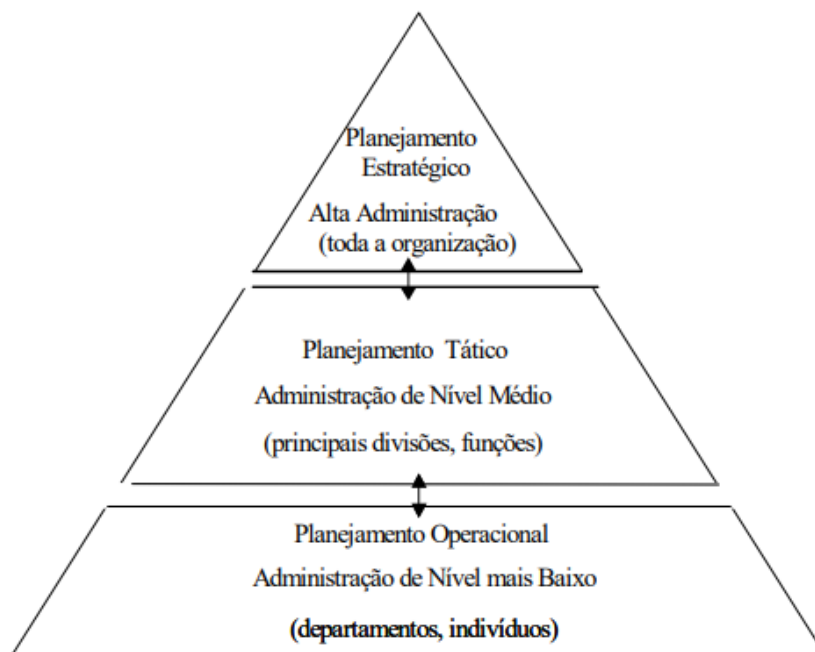 Planejamento
Estratégico
Alta Administração
(toda a organização)
Planejamento Tático
Administração de Nível Médio
(principais divisões, funções)
Planejamento Operacional
Administração de Nível mais Baixo
(departamentos, indivíduos)